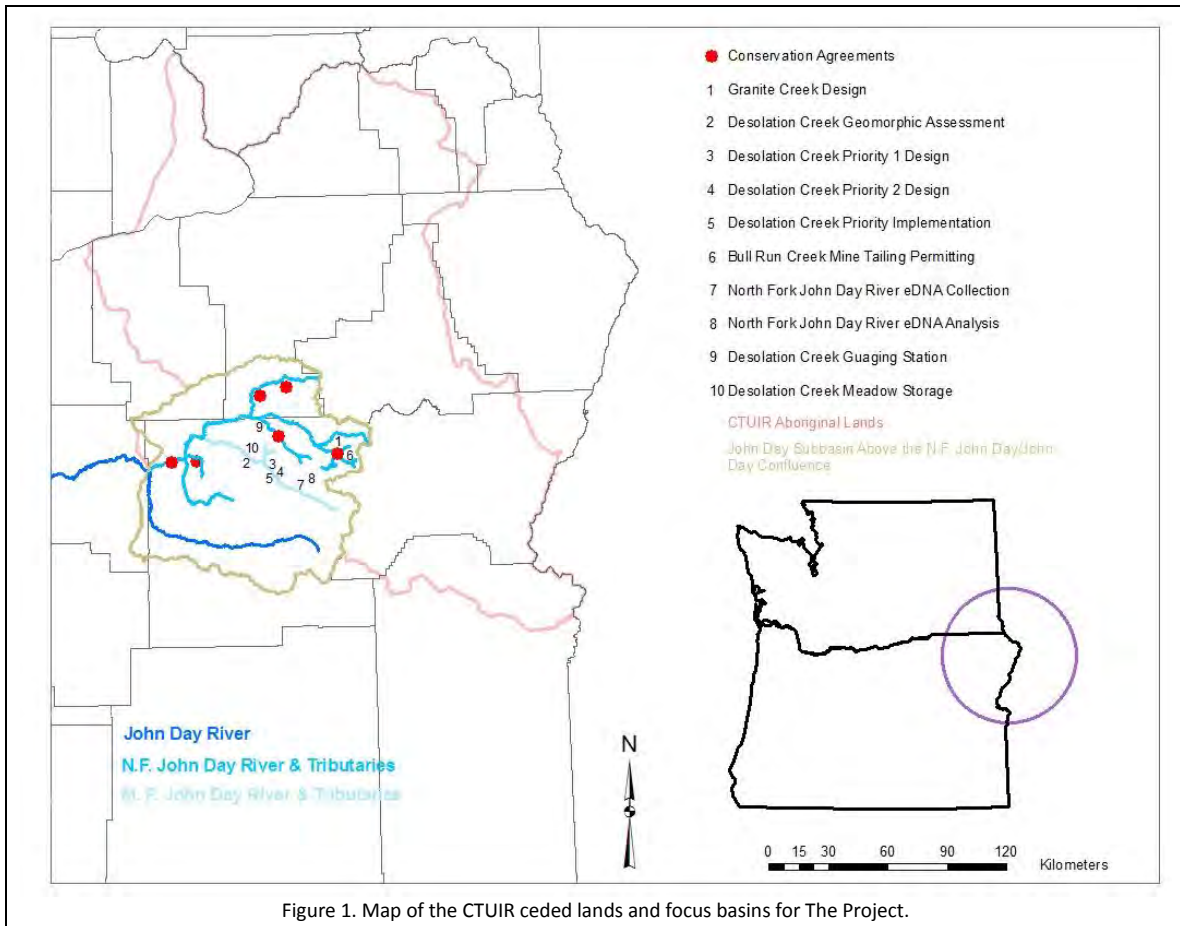 Conservation Agreements
1 Granite Creek Design
2 Desolation Creek Geomorphic Assessment
3 Desolation Creek Priority 1 Design
4 Desolation Creek Priority 2 Design
5 Desolation Creek Priority Implementation
6 Bull Run Creek Mine Tailing Permitting
7 North Fork John Day River eDNA Collection
8 North Fork John Day River eDNA Analysis
9 Desolation Creek Guaging Station
10 Desolation Creek Meadow Storage
CTUIR Aboriginal Lands
John Day Subbasin Above the N.F. John Day/John
Day Confluence
9
1
10
6
2
3
4
5
8
7
John Day River
N.F. John Day River & Tributaries
M. F. John Day River & Tributaries
N
0 15 30 60 90 120
Kilometers
Figure 1. Map of the CTUIR ceded lands and focus basins for The Project.